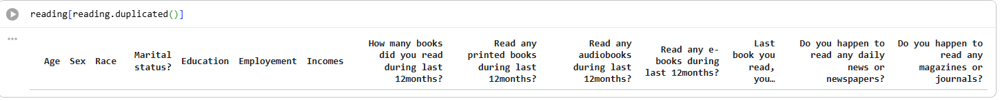 reading[reading.duplicated()]
Age Sex Race Marital status? Education Employement Incomes How many books did you read during last 12months? Read any printed books during last 12months? Read any audiobooks during last 12months? Read any e-books during last 12months? Last book you read, you… Do you happen to read any daily news or newspapers? Do you happen to read any magazines or journals?